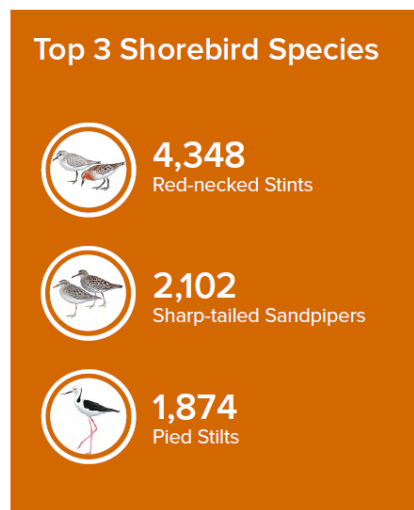 Top 3 Shorebird Species
4,348
Red-necked Stints
2,102
Sharp-tailed Sandpipers
1,874
Pied Stilts